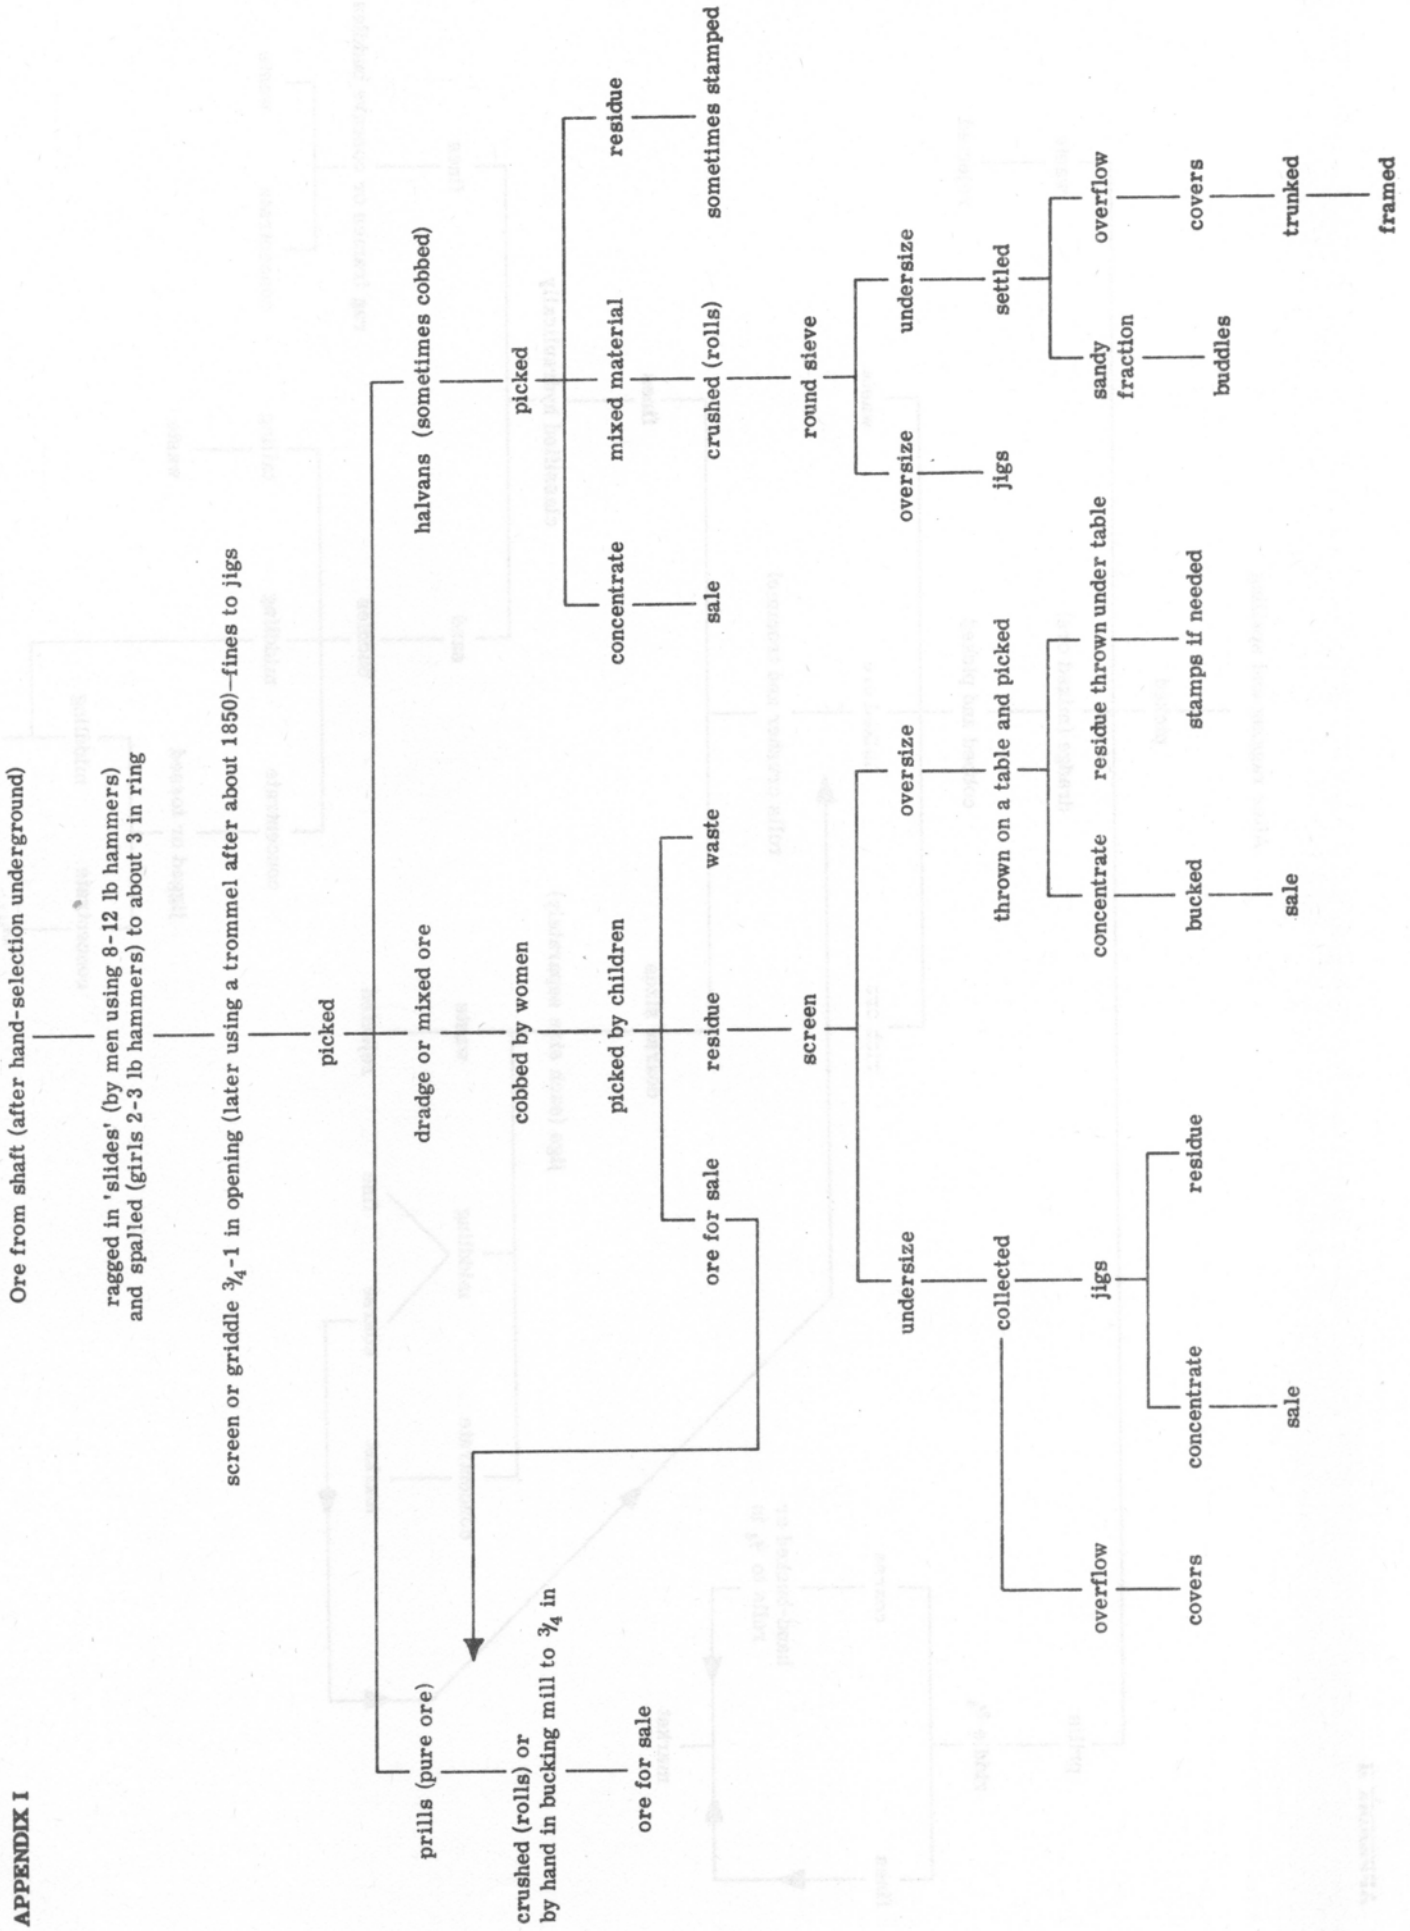 APPENDIX I
Ore from shaft (after hand-selection underground)
ragged in 'slides' (by men using 8-12 lb hammers)
and spalled (girls 2-3 lb hammers) to about 3 in ring
screen or griddle ¾-1 in opening (later using a trommel after about 1850)—fines to jigs
picked
prills (pure ore)
dradge or mixed ore
halvans (sometimes cobbed)
crushed (rolls) or
by hand in bucking mill to ¾ in
cobbed by women
picked
ore for sale
picked by children
concentrate
mixed material
residue
ore for sale
residue
waste
sale
crushed (rolls)
sometimes stamped
screen
round sieve
undersize
oversize
oversize
undersize
collected
thrown on a table and picked
jigs
settled
overflow
jigs
concentrate
residue thrown under table
sandy
fraction
overflow
covers
concentrate
residue
bucked
stamps if needed
buddles
covers
sale
sale
trunked
framed